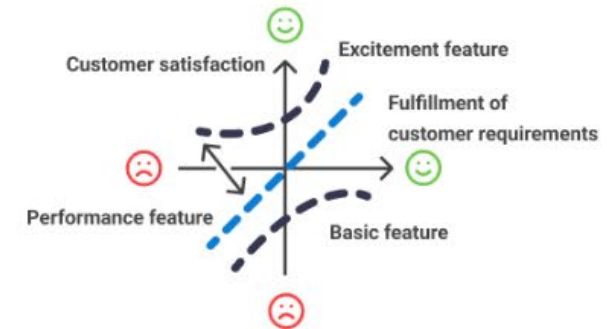 Customer satisfaction
Excitement feature
Fulfillment of
customer requirements
Performance feature
Basic feature